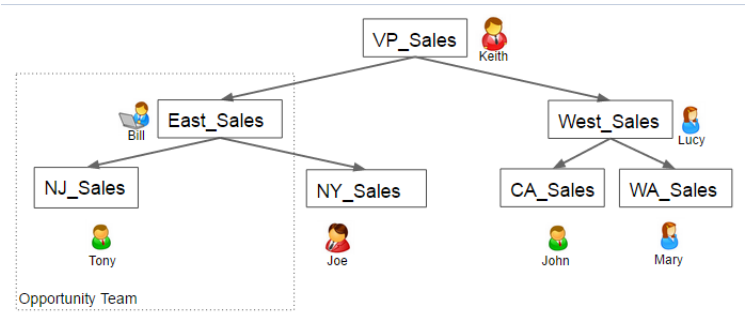 VP_Sales
Keith
Bill
East_Sales
West_Sales
Lucy
NJ_Sales
NY_Sales
CA_Sales
WA_Sales
Tony
Joe
John
Mary
Opportunity Team